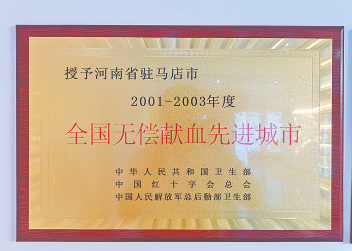 授予河南省驻马店市
2001-2003年度
全国无偿献血先进城市
中华人民共和国卫生部
中国红十字会总会
中国人民解放军总后勤部卫生部